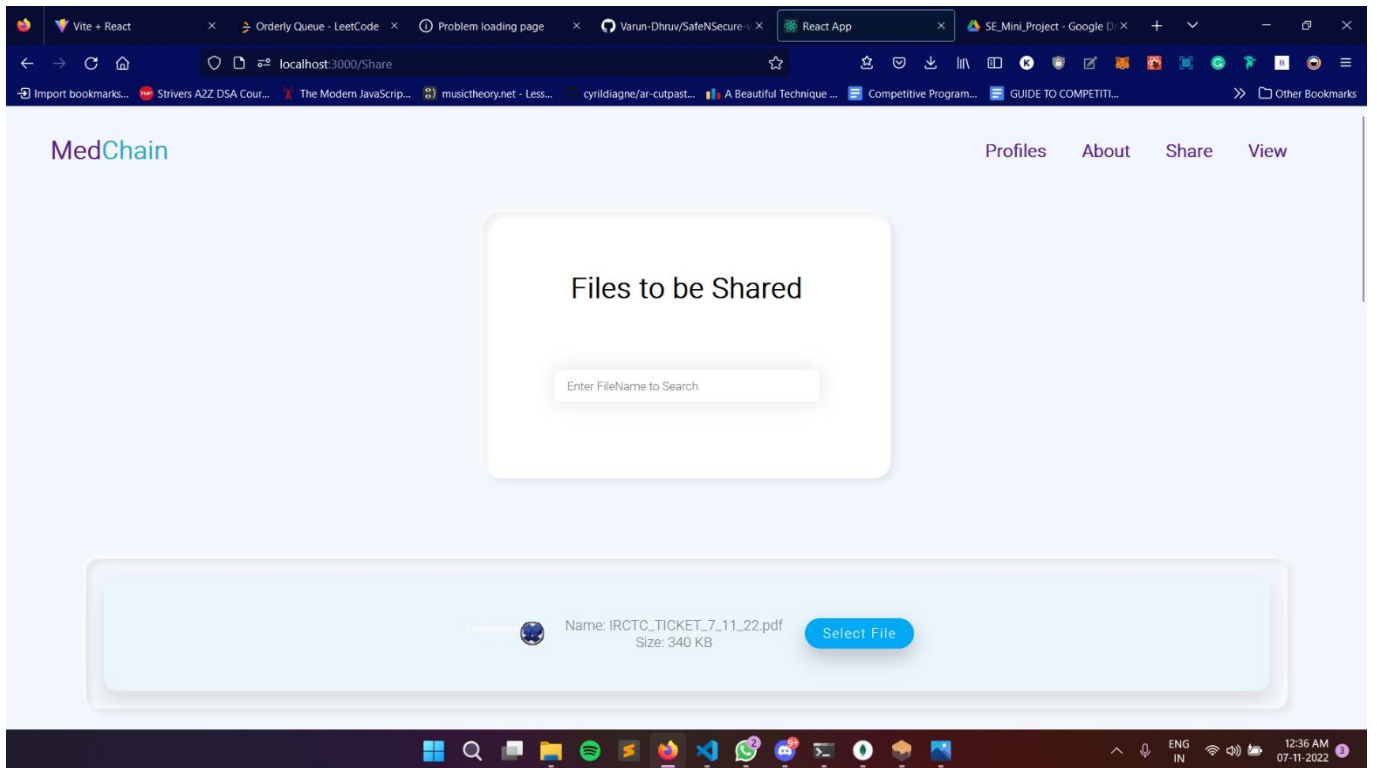 Vite + React
Orderly Queue - LeetCode
Problem loading page
Varun-Dhruv/SafeNSecure-v
React App
SE_Mini_Project - Google Dr
localhost:3000/Share
Import bookmarks...
Strivers A2Z DSA Cour...
The Modern JavaScrip...
musictheory.net - Less...
cyrildiagne/ar-cutpast...
A Beautiful Technique ...
Competitive Program...
GUIDE TO COMPETITI...
Other Bookmarks
MedChain
Profiles
About
Share
View
Files to be Shared
Enter FileName to Search
Name: IRCTC_TICKET_7_11_22.pdf
Size: 340 KB
Select File
ENG
IN
12:36 AM
07-11-2022
3